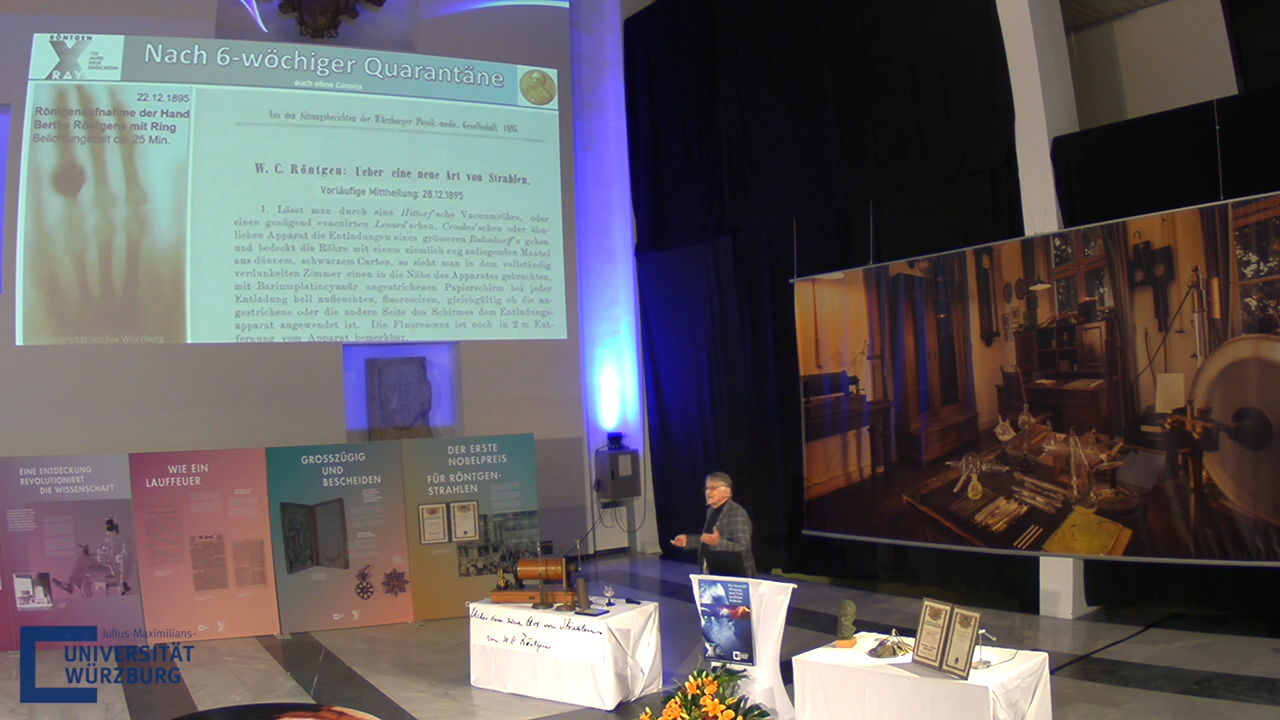 RÖNTGEN
X
RAY
125
JAHRE
NEUE
EINSICHTEN
Nach 6-wöchiger Quarantäne
auch ohne Corona
22.12.1895
Röntgenaufnahme der Hand
Berthe Röntgens mit Ring
Belichtungszeit ca. 25 Min.
Universitätsarchiv Würzburg
Aus den Sitzungsberichten der Würzburger Physik.-medic. Gesellschaft 1895.
W. C. Röntgen: Ueber eine neue Art von Strahlen.
Vorläufige Mittheilung: 28.12.1895
1. Lässt man durch eine Hittorf'sche Vacuumröhre, oder
einen genügend evacuirten Lenard'schen, Crookes'schen oder ähn-
lichen Apparat die Entladungen eines grösseren Ruhmkorff's gehen
und bedeckt die Röhre mit einem ziemlich eng anliegenden Mantel
aus dünnem, schwarzem Carton, so sieht man in dem vollständig
verdunkelten Zimmer einen in die Nähe des Apparates gebrachten,
mit Bariumplatincyanür angestrichenen Papierschirm bei jeder
Entladung hell aufleuchten, fluoresciren, gleichgültig ob die an-
gestrichene oder die andere Seite des Schirmes dem Entladungs-
apparat zugewendet ist. Die Fluorescenz ist noch in 2 m Ent-
fernung vom Apparat bemerkbar.
EINE ENTDECKUNG
REVOLUTIONIERT
DIE WISSENSCHAFT
WIE EIN
LAUFFEUER
GROSSZÜGIG
UND
BESCHEIDEN
DER ERSTE
NOBELPREIS
FÜR RÖNTGEN-
STRAHLEN
Ueber eine neue Art von Strahlen
von W. C. Röntgen
Julius-Maximilians-
UNIVERSITÄT
WÜRZBURG